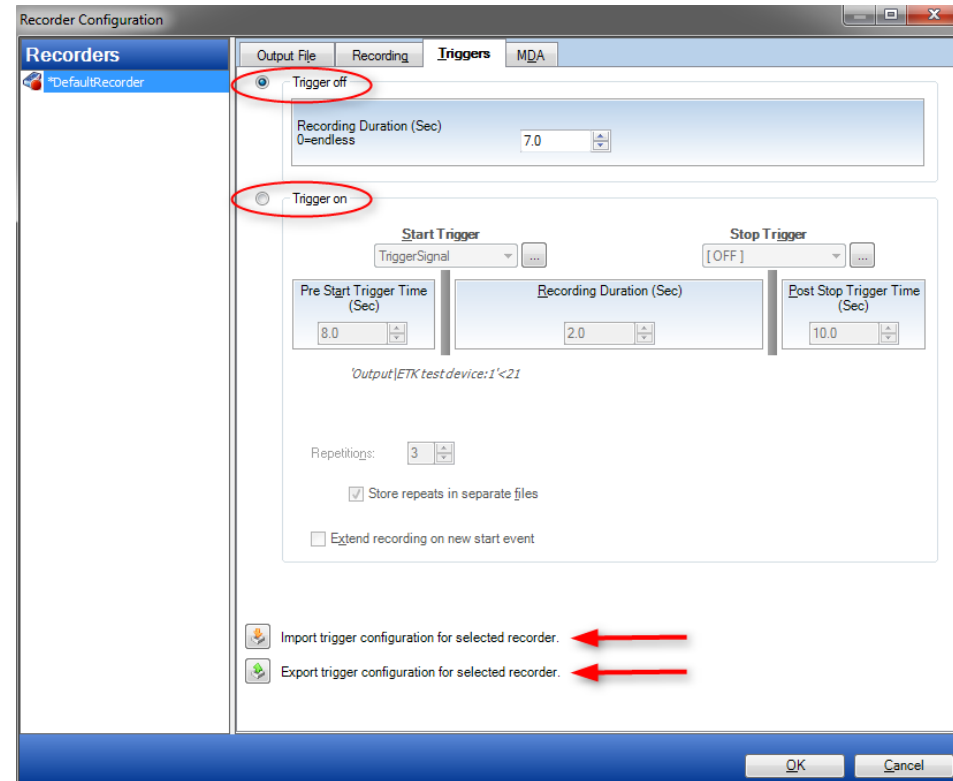 Recorder Configuration
Recorders
*DefaultRecorder
Output File Recording Triggers MDA
Trigger off
Recording Duration (Sec)
0=endless
7.0
Trigger on
Start Trigger Stop Trigger
TriggerSignal ... [OFF] ...
Pre Start Trigger Time Recording Duration (Sec) Post Stop Trigger Time
(Sec) (Sec)
8.0 2.0 10.0
'Output|ETK test device:1'<21
Repetitions: 3
Store repeats in separate files
Extend recording on new start event
Import trigger configuration for selected recorder.
Export trigger configuration for selected recorder.
OK Cancel